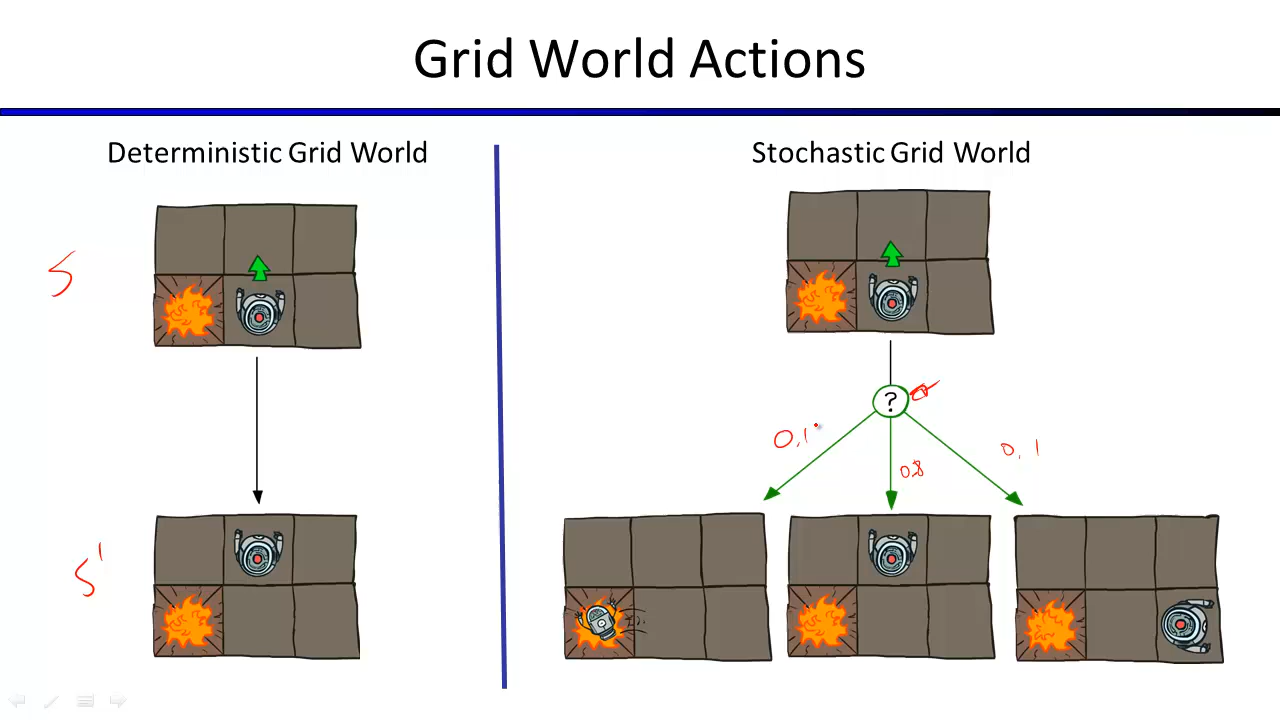 Grid World Actions
Deterministic Grid World
Stochastic Grid World
S
?
0.1
0.8
0.1
S'